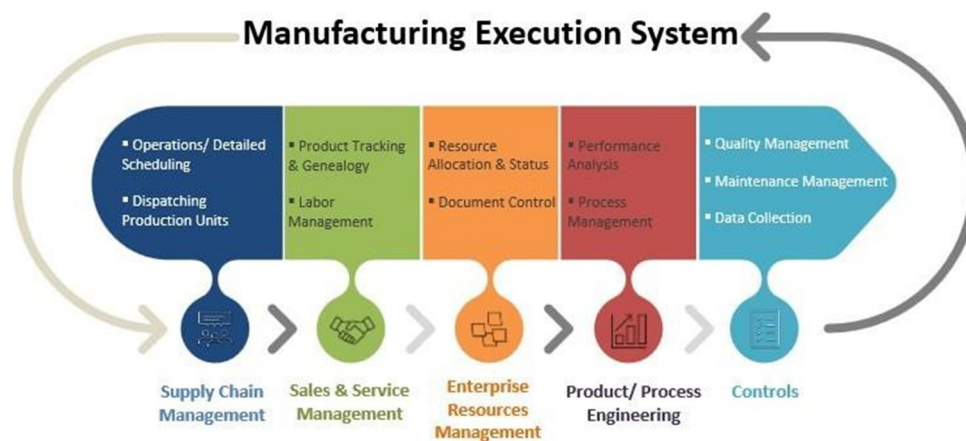 Manufacturing Execution System
▪ Operations/ Detailed
Scheduling
▪ Dispatching
Production Units
▪ Product Tracking
& Genealogy
▪ Labor
Management
▪ Resource
Allocation & Status
▪ Document Control
▪ Performance
Analysis
▪ Process
Management
▪ Quality Management
▪ Maintenance Management
▪ Data Collection
Supply Chain
Management
Sales & Service
Management
Enterprise
Resources
Management
Product/ Process
Engineering
Controls